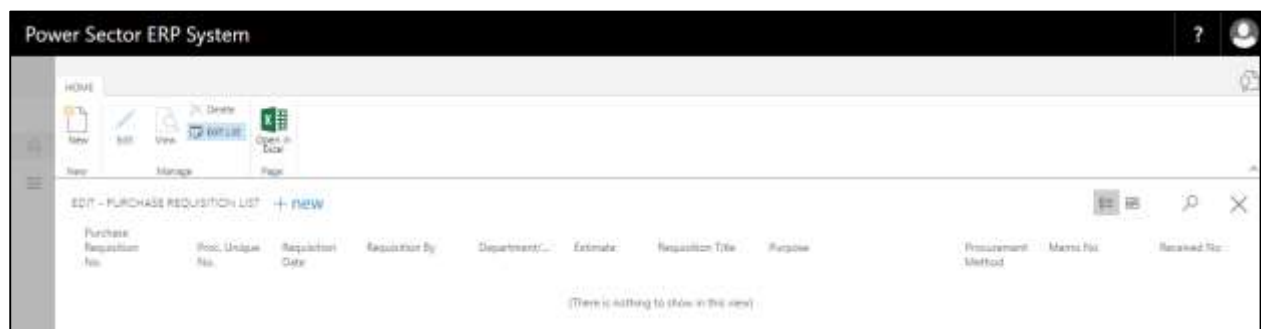 Power Sector ERP System ?
HOME
New
Edit
View
Delete
Edit List
Open in
Excel
New Manage Page
EDIT - PURCHASE REQUISITION LIST + new
Purchase
Requisition
No.
Proc. Unique
No.
Requisition
Date
Requisition By
Department/...
Estimate
Requisition Title
Purpose
Procurement
Method
Memo No.
Received No.
(There is nothing to show in this view)